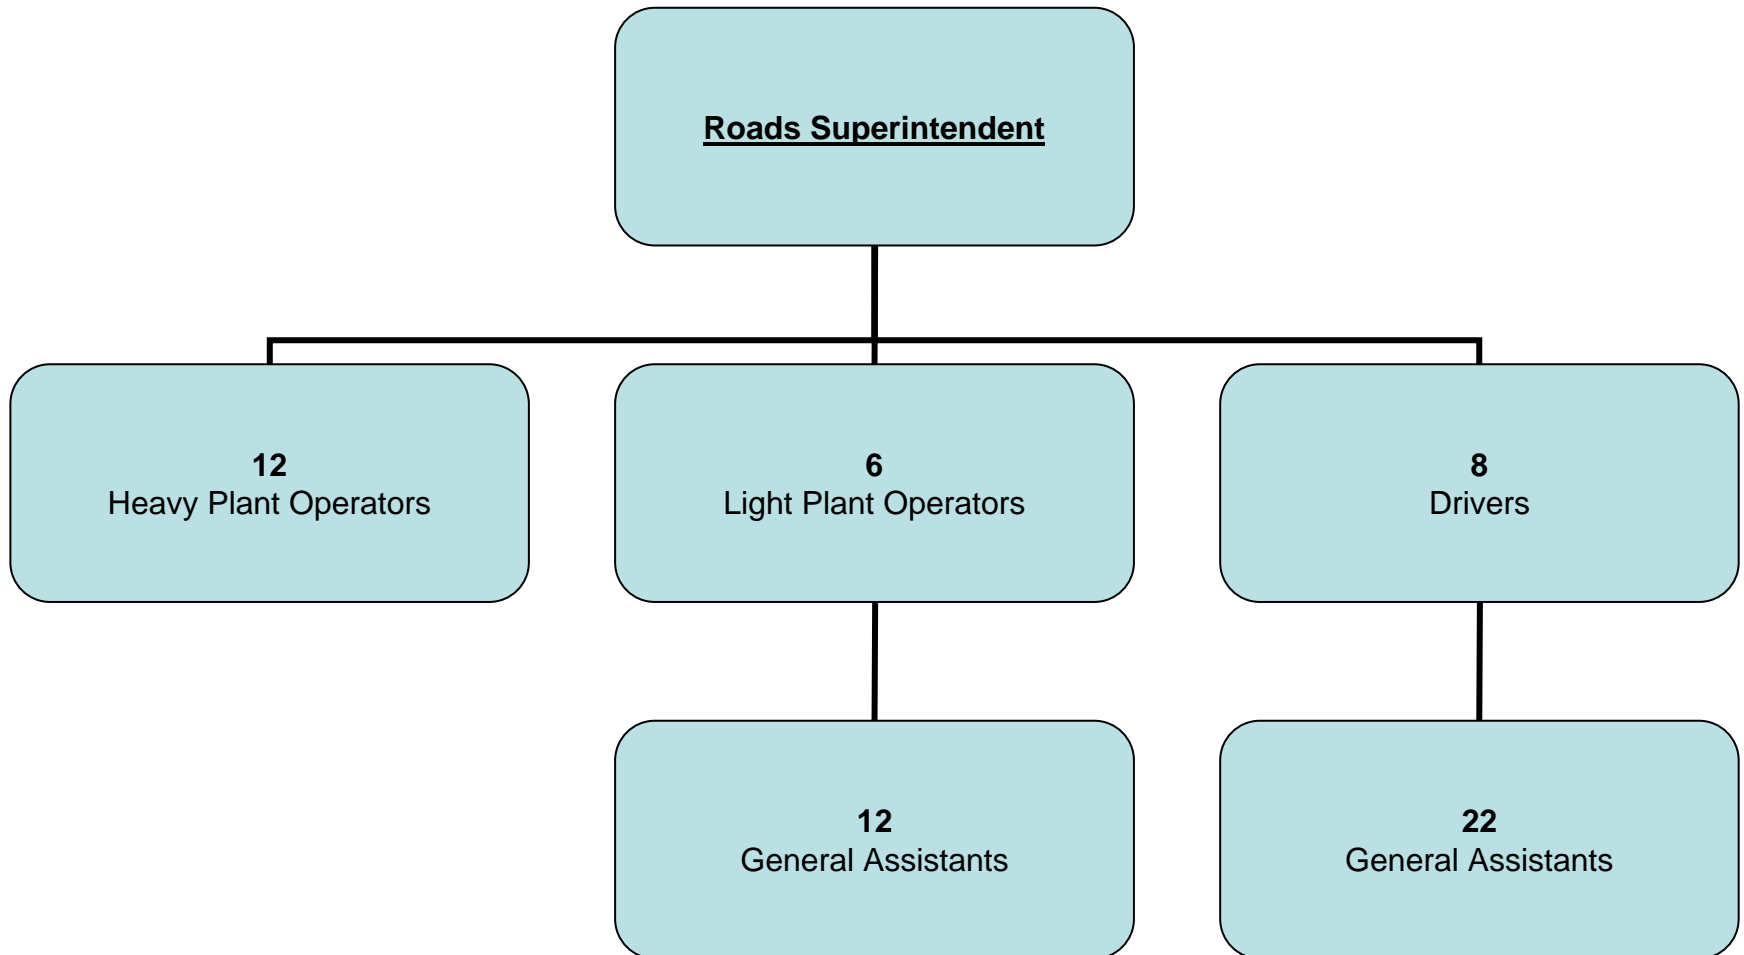 Roads Superintendent
12
Heavy Plant Operators
6
Light Plant Operators
8
Drivers
12
General Assistants
22
General Assistants